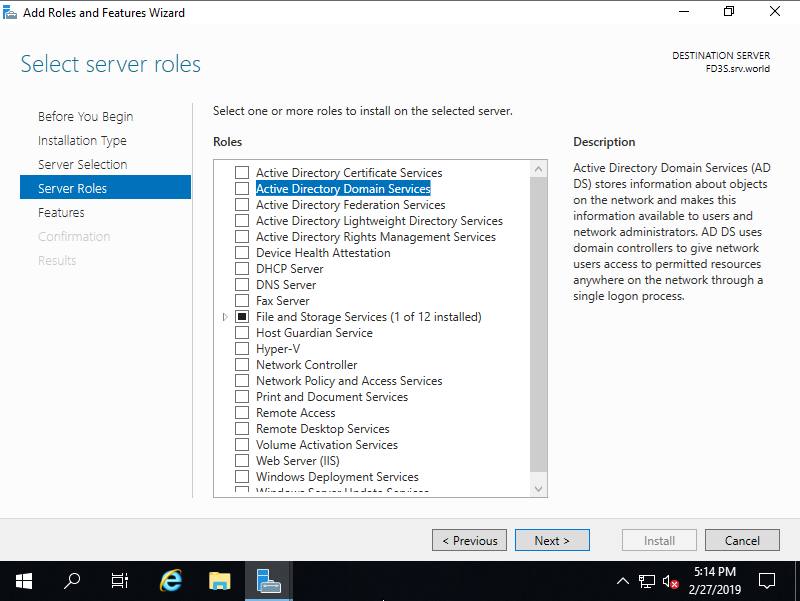 Add Roles and Features Wizard
Select server roles
DESTINATION SERVER
FD3S.srv.world
Before You Begin
Installation Type
Server Selection
Server Roles
Features
Confirmation
Results
Select one or more roles to install on the selected server.
Roles
Active Directory Certificate Services
Active Directory Domain Services
Active Directory Federation Services
Active Directory Lightweight Directory Services
Active Directory Rights Management Services
Device Health Attestation
DHCP Server
DNS Server
Fax Server
File and Storage Services (1 of 12 installed)
Host Guardian Service
Hyper-V
Network Controller
Network Policy and Access Services
Print and Document Services
Remote Access
Remote Desktop Services
Volume Activation Services
Web Server (IIS)
Windows Deployment Services
Windows Server Update Services
Description
Active Directory Domain Services (AD
DS) stores information about objects
on the network and makes this
information available to users and
network administrators. AD DS uses
domain controllers to give network
users access to permitted resources
anywhere on the network through a
single logon process.
< Previous
Next >
Install
Cancel
5:14 PM
2/27/2019